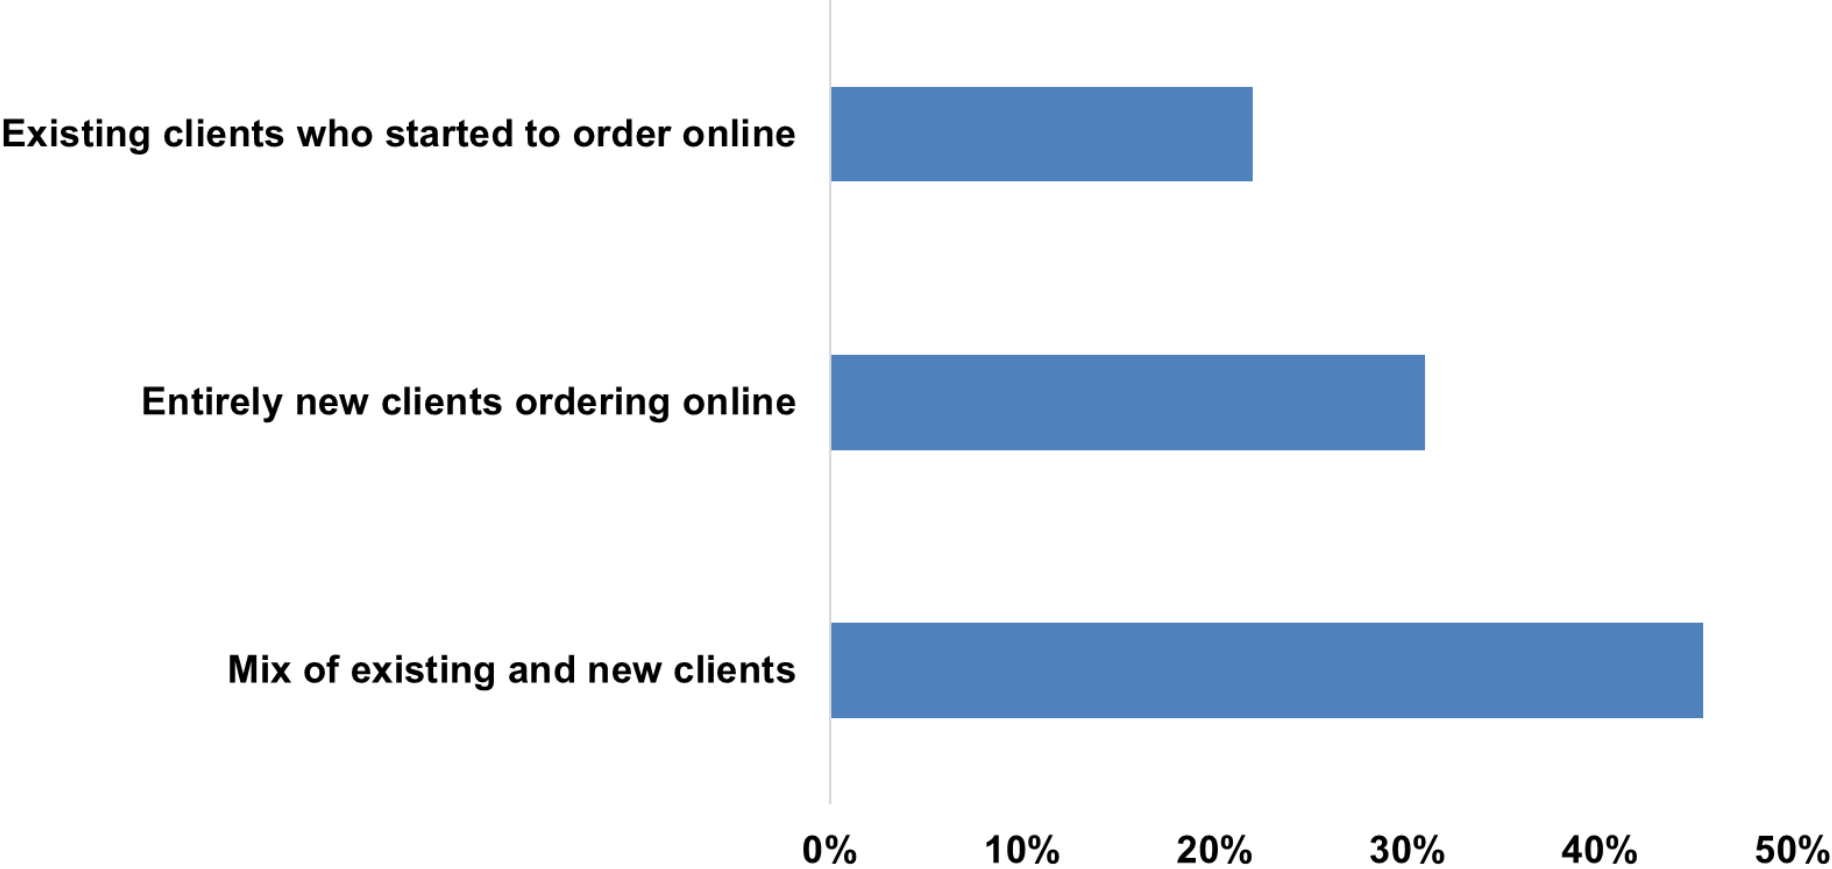 Existing clients who started to order online
Entirely new clients ordering online
Mix of existing and new clients
0% 10% 20% 30% 40% 50%